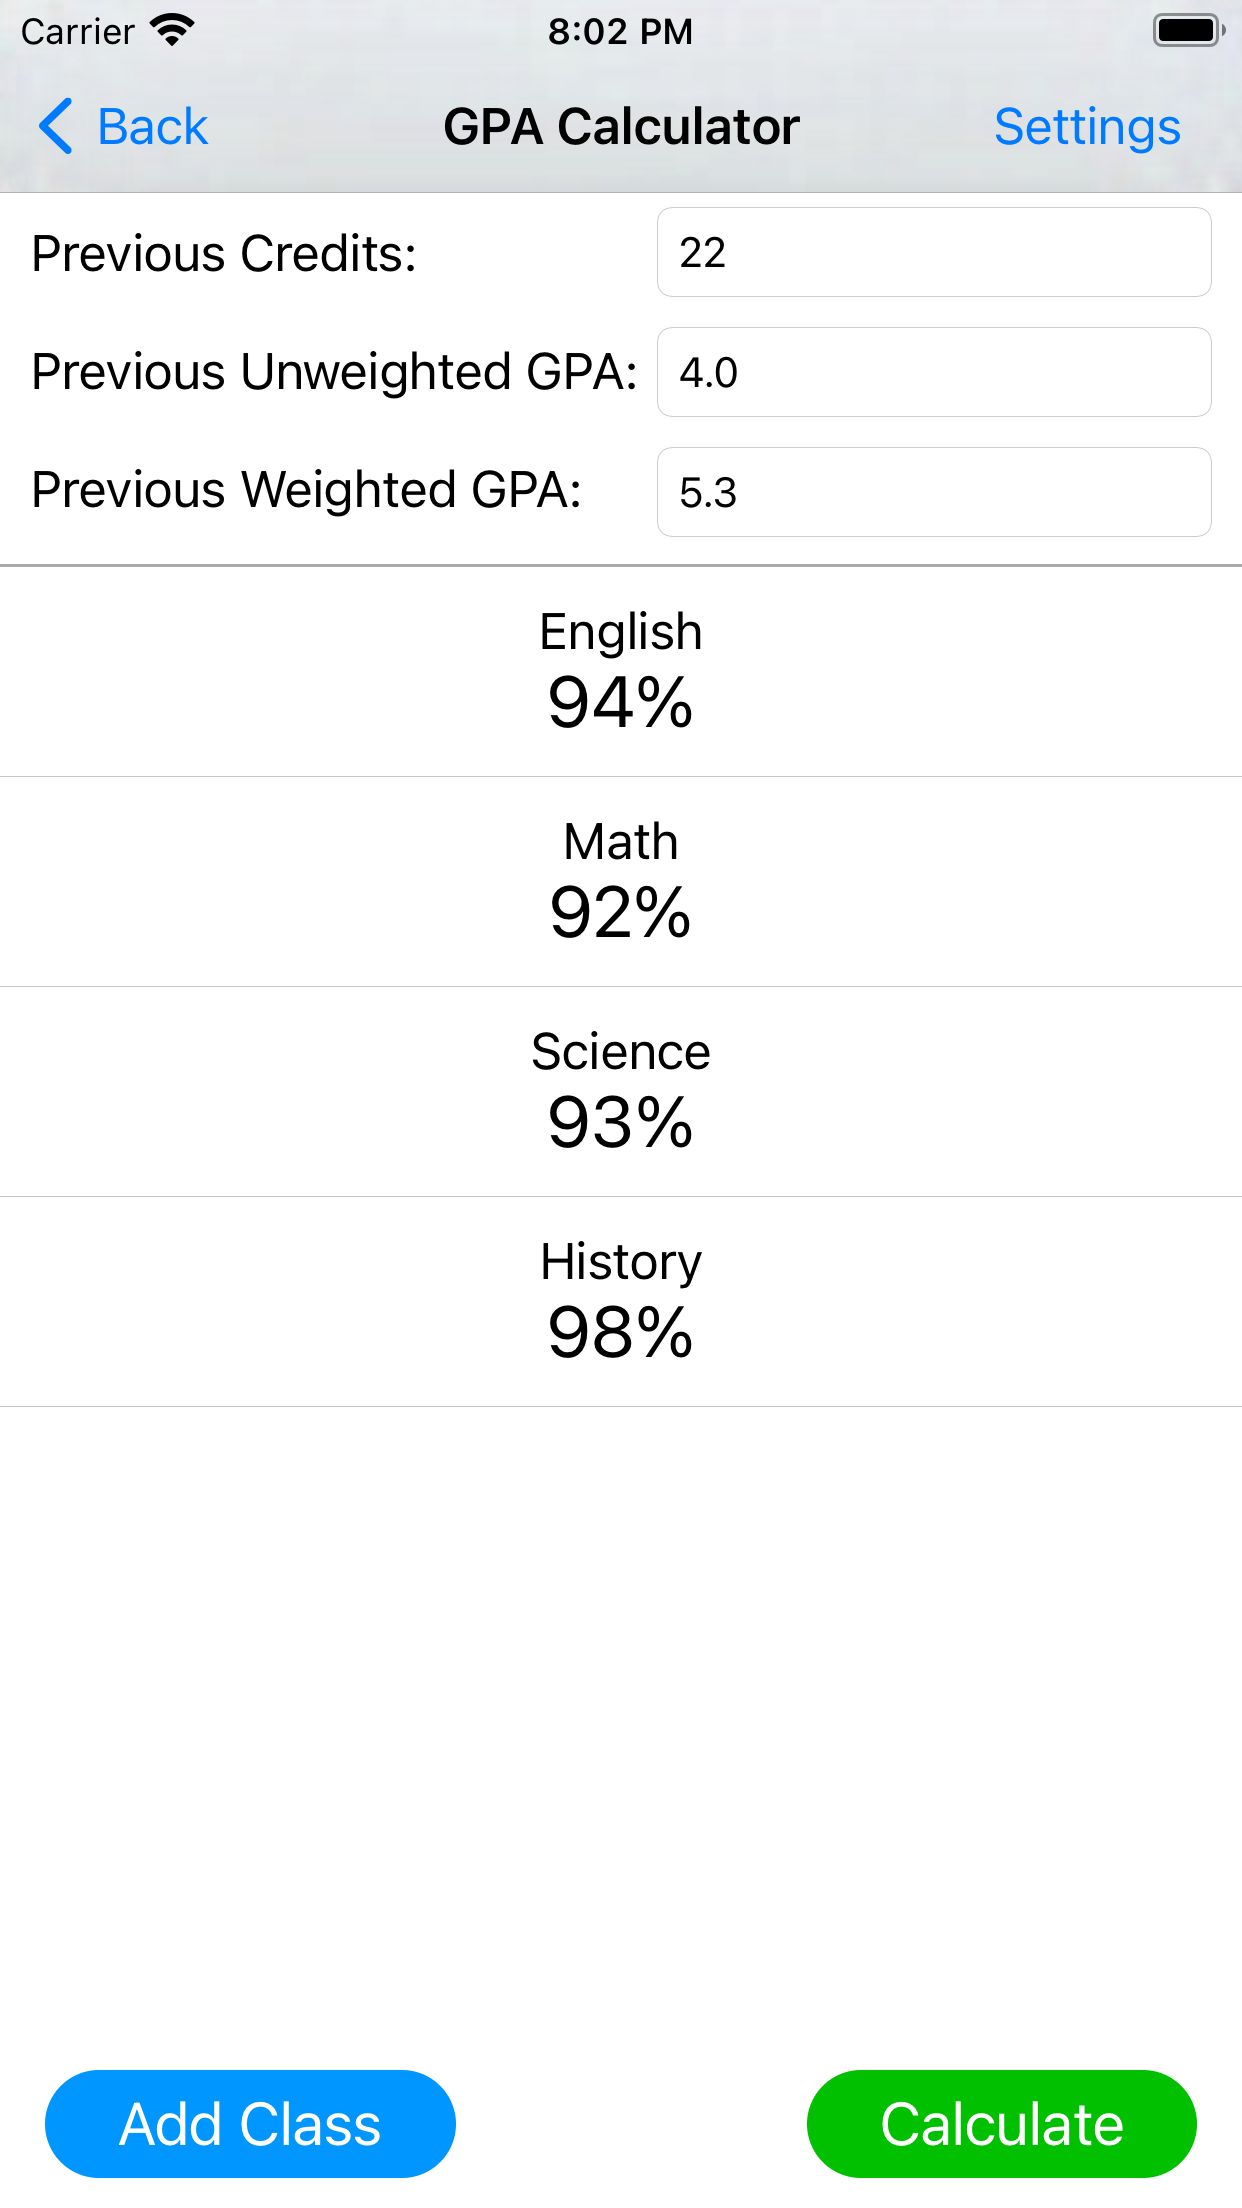 Carrier 8:02 PM
Back GPA Calculator Settings
Previous Credits: 22
Previous Unweighted GPA: 4.0
Previous Weighted GPA: 5.3
English
94%
Math
92%
Science
93%
History
98%
Add Class Calculate